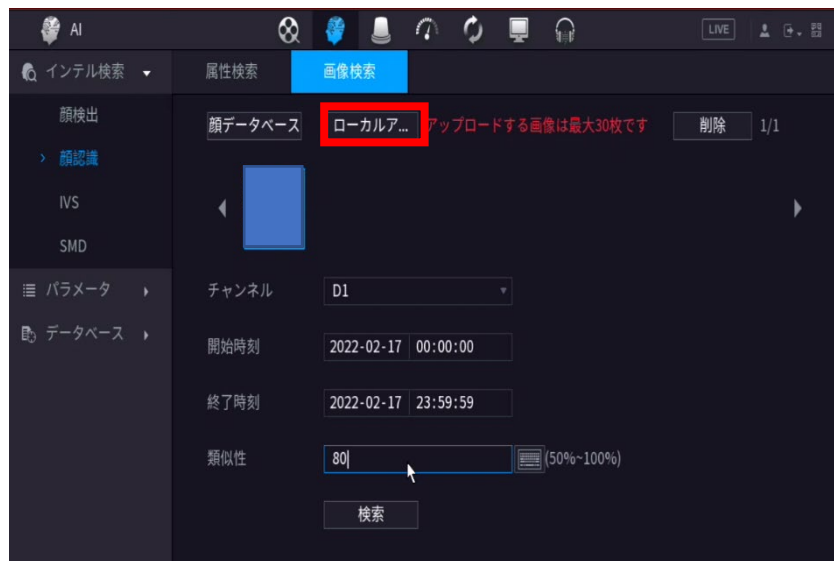 AI
LIVE
インテル検索
属性検索
画像検索
顔検出
顔データベース
ローカルア...
アップロードする画像は最大30枚です
削除
1/1
> 顔認識
IVS
SMD
チャンネル
D1
パラメータ
データベース
開始時刻
2022-02-17
00:00:00
終了時刻
2022-02-17
23:59:59
類似性
80
(50%~100%)
検索